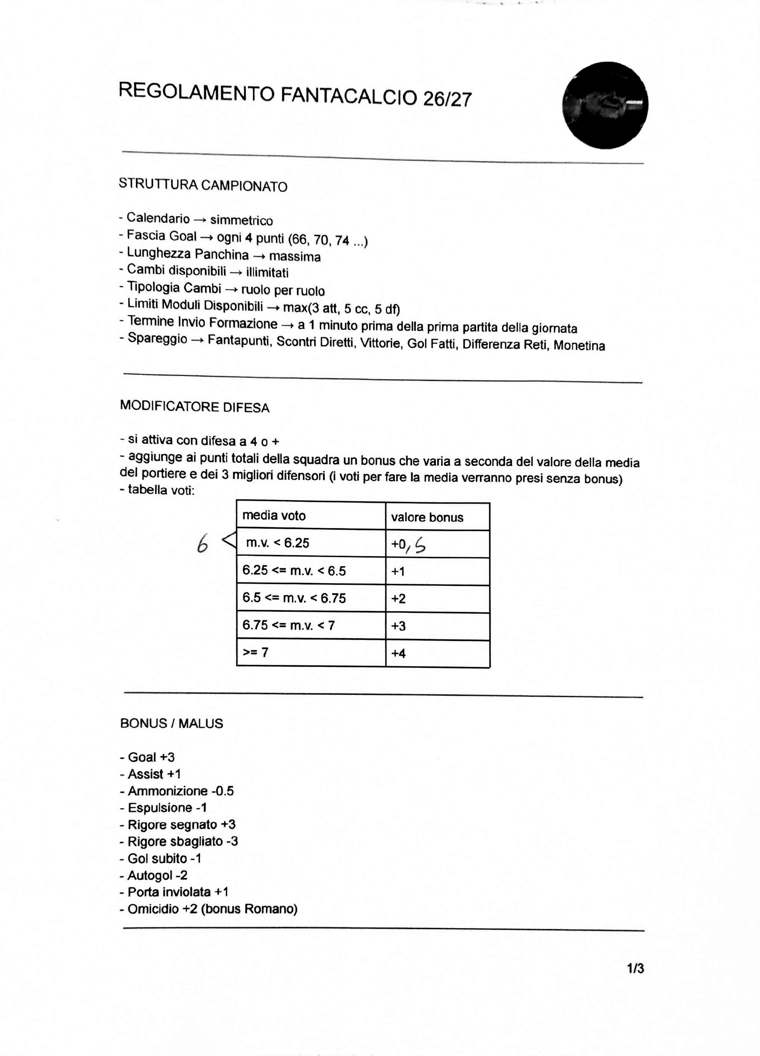 REGOLAMENTO FANTACALCIO 26/27
STRUTTURA CAMPIONATO
- Calendario → simmetrico
- Fascia Goal → ogni 4 punti (66, 70, 74 ...)
- Lunghezza Panchina → massima
- Cambi disponibili → illimitati
- Tipologia Cambi → ruolo per ruolo
- Limiti Moduli Disponibili → max(3 att, 5 cc, 5 df)
- Termine Invio Formazione → a 1 minuto prima della prima partita della giornata
- Spareggio → Fantapunti, Scontri Diretti, Vittorie, Gol Fatti, Differenza Reti, Monetina
MODIFICATORE DIFESA
- si attiva con difesa a 4 o +
- aggiunge ai punti totali della squadra un bonus che varia a seconda del valore della media
del portiere e dei 3 migliori difensori (i voti per fare la media verranno presi senza bonus)
- tabella voti:
media voto valore bonus
6 < m.v. < 6.25 +0,5
6.25 <= m.v. < 6.5 +1
6.5 <= m.v. < 6.75 +2
6.75 <= m.v. < 7 +3
>= 7 +4
BONUS / MALUS
- Goal +3
- Assist +1
- Ammonizione -0.5
- Espulsione -1
- Rigore segnato +3
- Rigore sbagliato -3
- Gol subito -1
- Autogol -2
- Porta inviolata +1
- Omicidio +2 (bonus Romano)
1/3